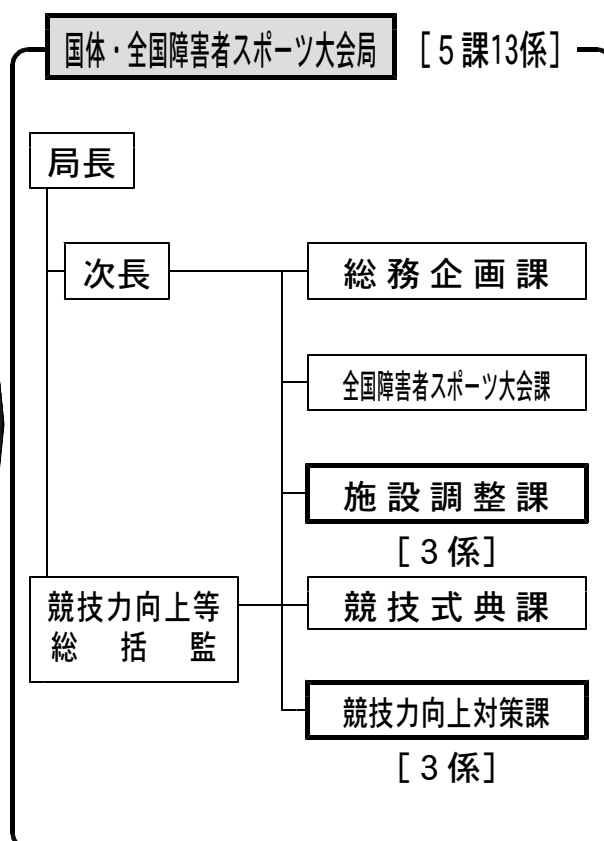 国体・全国障害者スポーツ大会局 ［5課13係］
局長
次長
総務企画課
全国障害者スポーツ大会課
施設調整課
［3係］
競技力向上等
総括監
競技式典課
競技力向上対策課
［3係］